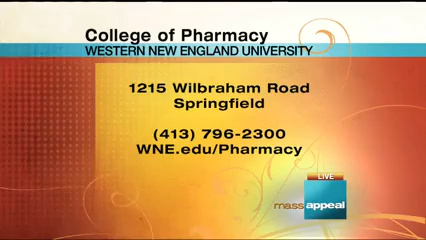 College of Pharmacy
WESTERN NEW ENGLAND UNIVERSITY
1215 Wilbraham Road
Springfield
(413) 796-2300
WNE.edu/Pharmacy
LIVE
mass appeal